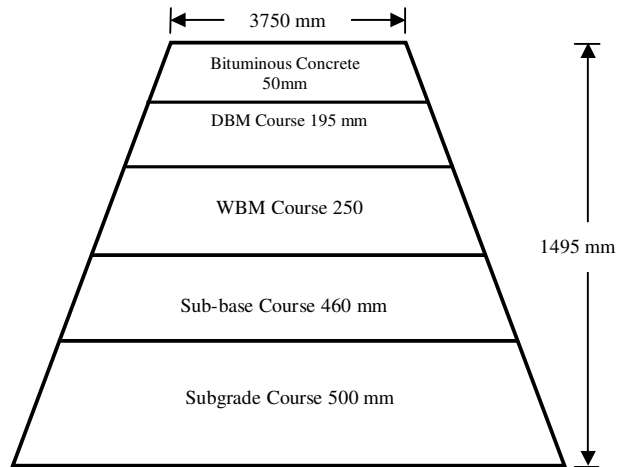 3750 mm
Bituminous Concrete
50mm
DBM Course 195 mm
WBM Course 250
1495 mm
Sub-base Course 460 mm
Subgrade Course 500 mm